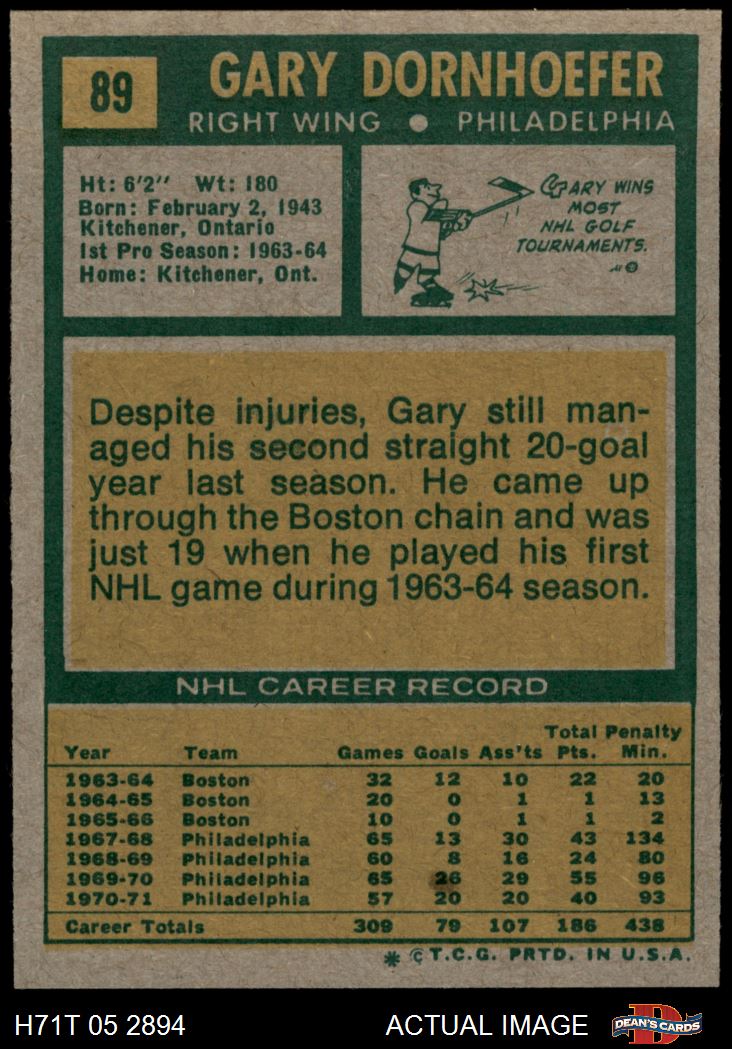 89
GARY DORNHOEFER
RIGHT WING ● PHILADELPHIA
Ht: 6'2" Wt: 180
Born: February 2, 1943
Kitchener, Ontario
1st Pro Season: 1963-64
Home: Kitchener, Ont.
GARY WINS
MOST
NHL GOLF
TOURNAMENTS.
Despite injuries, Gary still man-
aged his second straight 20-goal
year last season. He came up
through the Boston chain and was
just 19 when he played his first
NHL game during 1963-64 season.
NHL CAREER RECORD
Total Penalty
Year Team Games Goals Ass'ts Pts. Min.
1963-64 Boston 32 12 10 22 20
1964-65 Boston 20 0 1 1 13
1965-66 Boston 10 0 1 1 2
1967-68 Philadelphia 65 13 30 43 134
1968-69 Philadelphia 60 8 16 24 80
1969-70 Philadelphia 65 26 29 55 96
1970-71 Philadelphia 57 20 20 40 93
Career Totals 309 79 107 186 438
* © T.C.G. PRTD. IN U.S.A.
H71T 05 2894 ACTUAL IMAGE DEAN'S CARDS